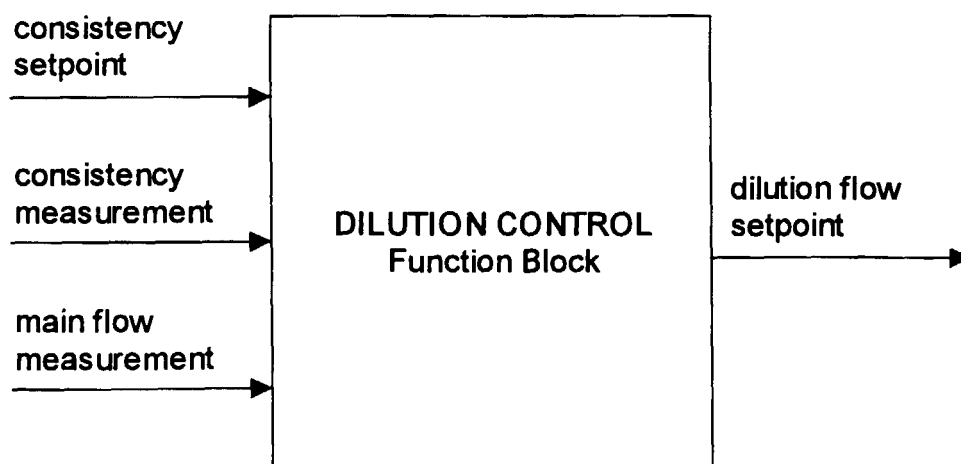 consistency
setpoint
consistency
measurement
main flow
measurement
DILUTION CONTROL
Function Block
dilution flow
setpoint